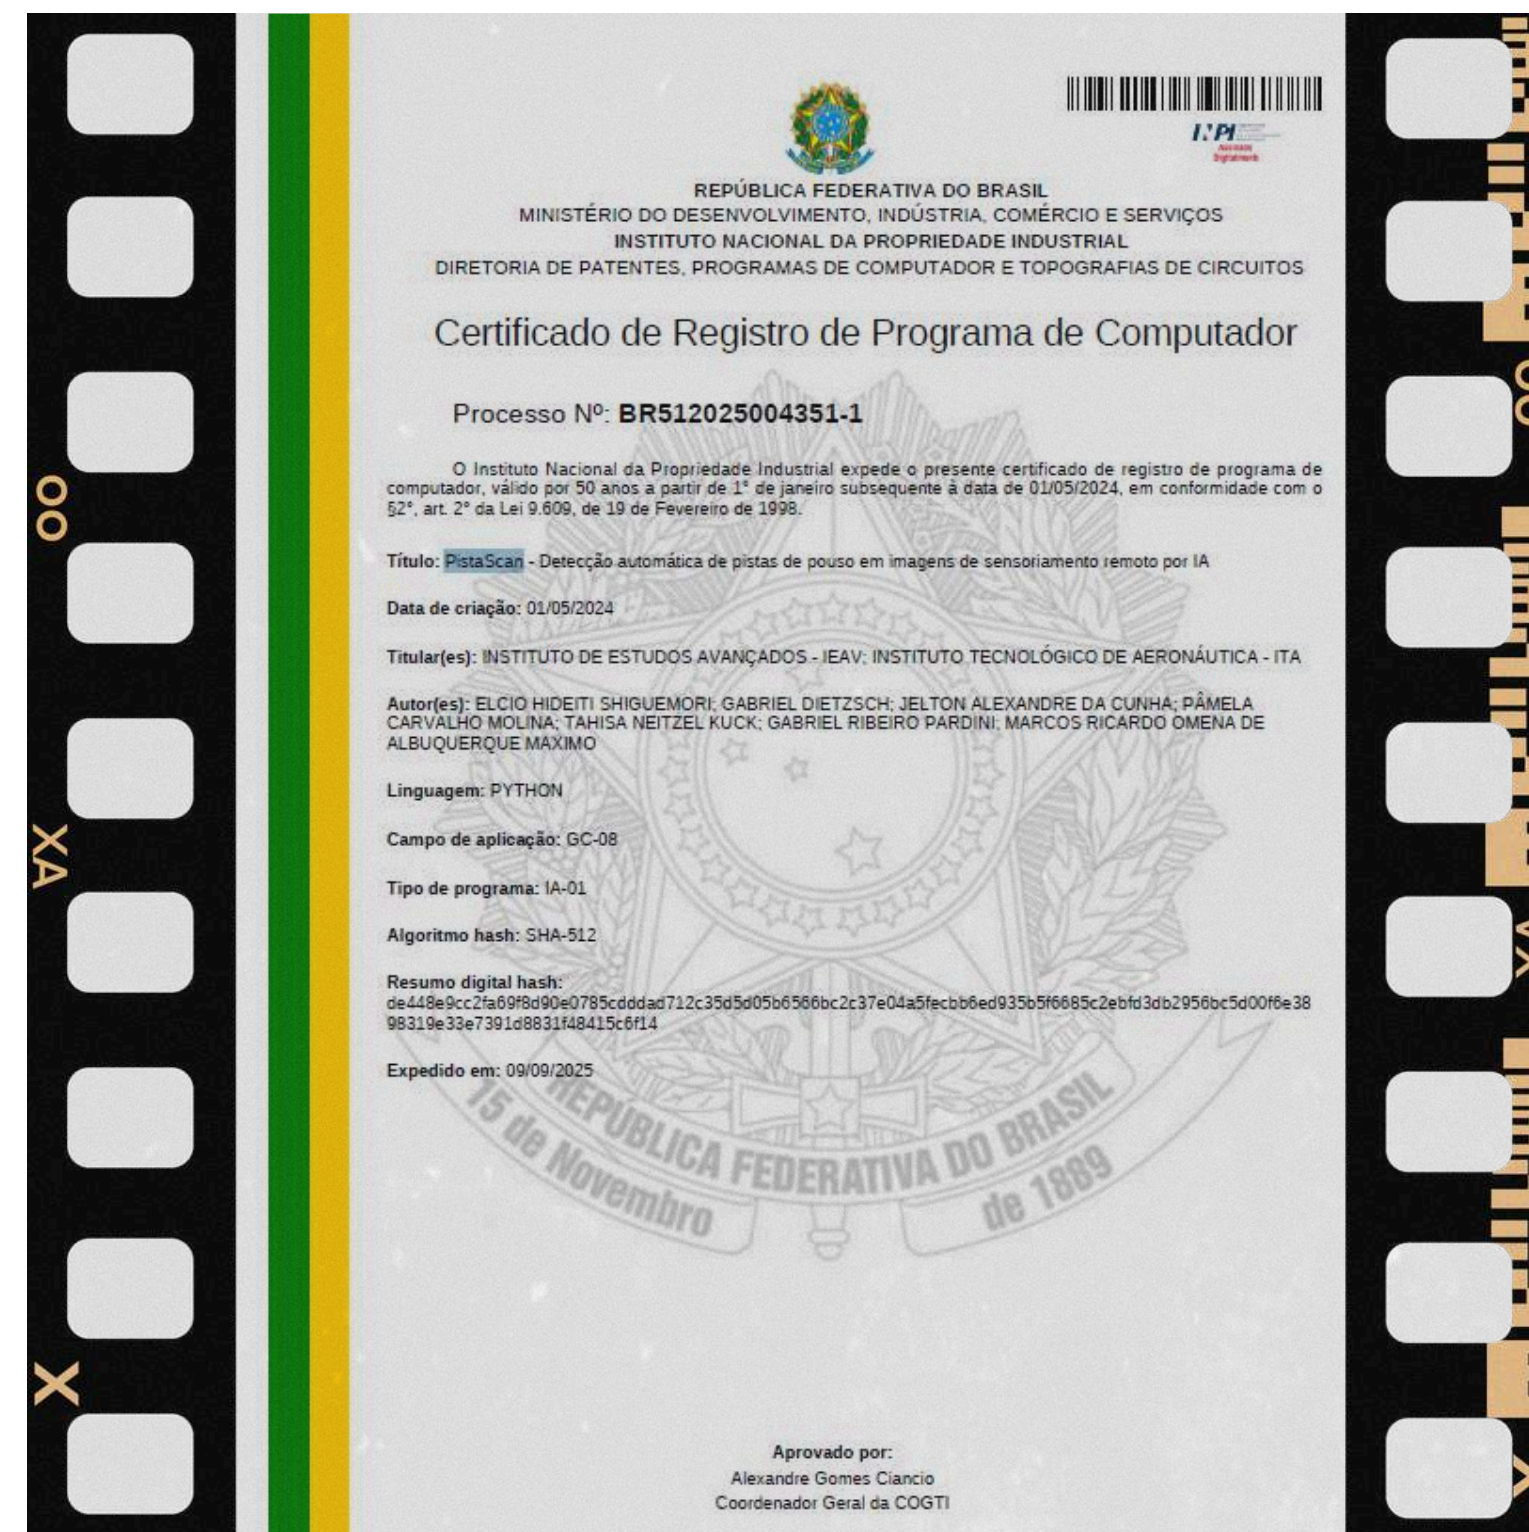 INPI
Assinado
Digitalmente
REPÚBLICA FEDERATIVA DO BRASIL
MINISTÉRIO DO DESENVOLVIMENTO, INDÚSTRIA, COMÉRCIO E SERVIÇOS
INSTITUTO NACIONAL DA PROPRIEDADE INDUSTRIAL
DIRETORIA DE PATENTES, PROGRAMAS DE COMPUTADOR E TOPOGRAFIAS DE CIRCUITOS
Certificado de Registro de Programa de Computador
Processo Nº: BR512025004351-1
O Instituto Nacional da Propriedade Industrial expede o presente certificado de registro de programa de
computador, válido por 50 anos a partir de 1° de janeiro subsequente à data de 01/05/2024, em conformidade com o
§2°, art. 2° da Lei 9.609, de 19 de Fevereiro de 1998.
Título: PistaScan - Detecção automática de pistas de pouso em imagens de sensoriamento remoto por IA
Data de criação: 01/05/2024
Titular(es): INSTITUTO DE ESTUDOS AVANÇADOS - IEAV; INSTITUTO TECNOLÓGICO DE AERONÁUTICA - ITA
Autor(es): ELCIO HIDEITI SHIGUEMORI; GABRIEL DIETZSCH; JELTON ALEXANDRE DA CUNHA; PÂMELA
CARVALHO MOLINA; TAHISA NEITZEL KUCK; GABRIEL RIBEIRO PARDINI; MARCOS RICARDO OMENA DE
ALBUQUERQUE MAXIMO
Linguagem: PYTHON
Campo de aplicação: GC-08
Tipo de programa: IA-01
Algoritmo hash: SHA-512
Resumo digital hash:
de448e9cc2fa69f8d90e0785cdddad712c35d5d05b6566bc2c37e04a5fecbb6ed935b5f6685c2ebfd3db2956bc5d00f6e38
98319e33e7391d8831f48415c6f14
Expedido em: 09/09/2025
REPÚBLICA FEDERATIVA DO BRASIL
15 de Novembro de 1889
Aprovado por:
Alexandre Gomes Ciancio
Coordenador Geral da COGTI
OO
XA
X